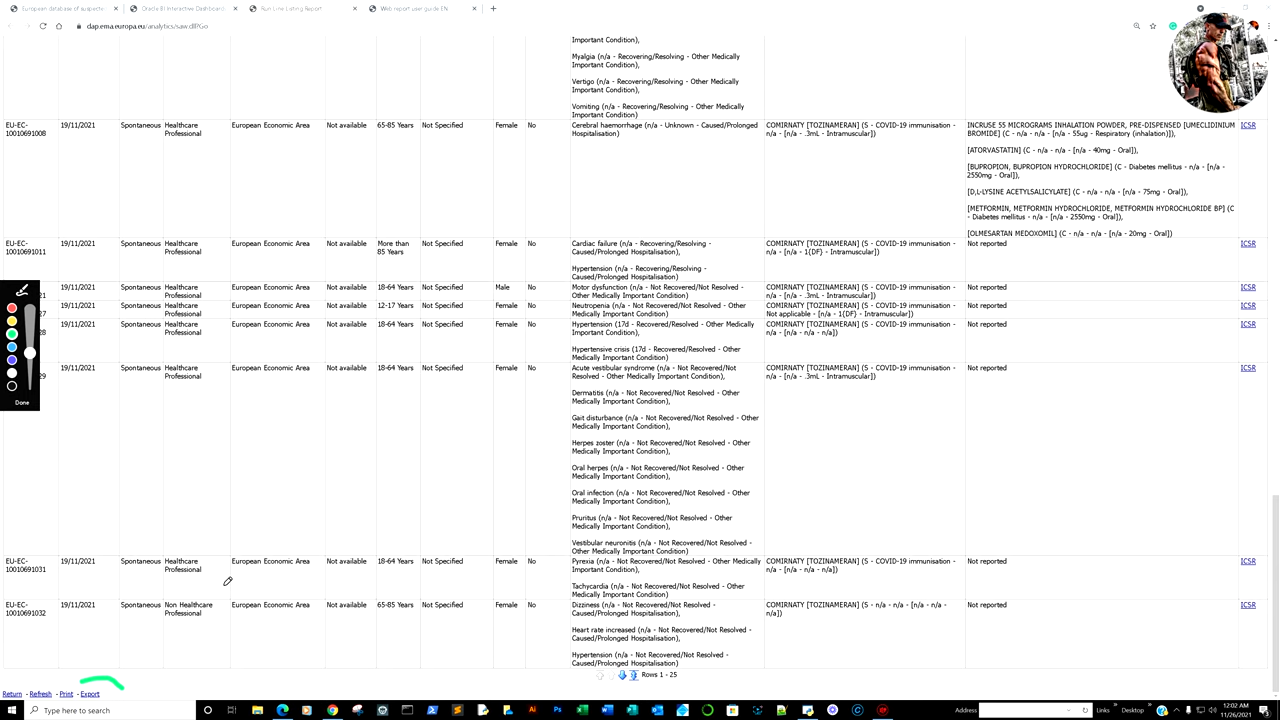 European database of suspecte
Oracle BI Interactive Dashboard
Run Line Listing Report
Web report user guide EN
dap.ema.europa.eu/analytics/saw.dll?Go
Important Condition),
Myalgia (n/a - Recovering/Resolving - Other Medically
Important Condition),
Vertigo (n/a - Recovering/Resolving - Other Medically
Important Condition),
Vomiting (n/a - Recovering/Resolving - Other Medically
Important Condition)
EU-EC-
10010691008
19/11/2021
Spontaneous
Healthcare
Professional
European Economic Area
Not available
65-85 Years
Not Specified
Female
No
Cerebral haemorrhage (n/a - Unknown - Caused/Prolonged
Hospitalisation)
COMIRNATY [TOZINAMERAN] (S - COVID-19 immunisation -
n/a - [n/a - .3mL - Intramuscular])
INCRUSE 55 MICROGRAMS INHALATION POWDER, PRE-DISPENSED [UMECLIDINIUM
BROMIDE] (C - n/a - n/a - [n/a - 55ug - Respiratory (inhalation)]),
[ATORVASTATIN] (C - n/a - n/a - [n/a - 40mg - Oral]),
[BUPROPION, BUPROPION HYDROCHLORIDE] (C - Diabetes mellitus - n/a - [n/a -
2550mg - Oral]),
[D,L-LYSINE ACETYLSALICYLATE] (C - n/a - n/a - [n/a - 75mg - Oral]),
[METFORMIN, METFORMIN HYDROCHLORIDE, METFORMIN HYDROCHLORIDE BP] (C
- Diabetes mellitus - n/a - [n/a - 2550mg - Oral]),
[OLMESARTAN MEDOXOMIL] (C - n/a - n/a - [n/a - 20mg - Oral])
ICSR
EU-EC-
10010691011
19/11/2021
Spontaneous
Healthcare
Professional
European Economic Area
Not available
More than
85 Years
Not Specified
Female
No
Cardiac failure (n/a - Recovering/Resolving -
Caused/Prolonged Hospitalisation),
Hypertension (n/a - Recovering/Resolving -
Caused/Prolonged Hospitalisation)
COMIRNATY [TOZINAMERAN] (S - COVID-19 immunisation -
n/a - [n/a - 1{DF} - Intramuscular])
Not reported
ICSR
21
19/11/2021
Spontaneous
Healthcare
Professional
European Economic Area
Not available
18-64 Years
Not Specified
Male
No
Motor dysfunction (n/a - Not Recovered/Not Resolved -
Other Medically Important Condition)
COMIRNATY [TOZINAMERAN] (S - COVID-19 immunisation -
n/a - [n/a - .3mL - Intramuscular])
Not reported
ICSR
27
19/11/2021
Spontaneous
Healthcare
Professional
European Economic Area
Not available
12-17 Years
Not Specified
Female
No
Neutropenia (n/a - Not Recovered/Not Resolved - Other
Medically Important Condition)
COMIRNATY [TOZINAMERAN] (S - COVID-19 immunisation -
Not applicable - [n/a - 1{DF} - Intramuscular])
Not reported
ICSR
28
19/11/2021
Spontaneous
Healthcare
Professional
European Economic Area
Not available
18-64 Years
Not Specified
Female
No
Hypertension (17d - Recovered/Resolved - Other Medically
Important Condition),
Hypertensive crisis (17d - Recovered/Resolved - Other
Medically Important Condition)
COMIRNATY [TOZINAMERAN] (S - COVID-19 immunisation -
n/a - [n/a - n/a - n/a])
Not reported
ICSR
29
19/11/2021
Spontaneous
Healthcare
Professional
European Economic Area
Not available
18-64 Years
Not Specified
Female
No
Acute vestibular syndrome (n/a - Not Recovered/Not
Resolved - Other Medically Important Condition),
Dermatitis (n/a - Not Recovered/Not Resolved - Other
Medically Important Condition),
Gait disturbance (n/a - Not Recovered/Not Resolved - Other
Medically Important Condition),
Herpes zoster (n/a - Not Recovered/Not Resolved - Other
Medically Important Condition),
Oral herpes (n/a - Not Recovered/Not Resolved - Other
Medically Important Condition),
Oral infection (n/a - Not Recovered/Not Resolved - Other
Medically Important Condition),
Pruritus (n/a - Not Recovered/Not Resolved - Other
Medically Important Condition),
Vestibular neuronitis (n/a - Not Recovered/Not Resolved -
Other Medically Important Condition)
COMIRNATY [TOZINAMERAN] (S - COVID-19 immunisation -
n/a - [n/a - .3mL - Intramuscular])
Not reported
ICSR
Done
EU-EC-
10010691031
19/11/2021
Spontaneous
Healthcare
Professional
European Economic Area
Not available
18-64 Years
Not Specified
Female
No
Pyrexia (n/a - Not Recovered/Not Resolved - Other Medically
Important Condition),
Tachycardia (n/a - Not Recovered/Not Resolved - Other
Medically Important Condition)
COMIRNATY [TOZINAMERAN] (S - COVID-19 immunisation -
n/a - [n/a - n/a - n/a])
Not reported
ICSR
EU-EC-
10010691032
19/11/2021
Spontaneous
Non Healthcare
Professional
European Economic Area
Not available
65-85 Years
Not Specified
Female
No
Dizziness (n/a - Not Recovered/Not Resolved -
Caused/Prolonged Hospitalisation),
Heart rate increased (n/a - Not Recovered/Not Resolved -
Caused/Prolonged Hospitalisation),
Hypertension (n/a - Not Recovered/Not Resolved -
Caused/Prolonged Hospitalisation)
COMIRNATY [TOZINAMERAN] (S - n/a - n/a - [n/a - n/a -
n/a])
Not reported
ICSR
Rows 1 - 25
Return - Refresh - Print - Export
Type here to search
Address
Links
Desktop
12:02 AM
11/26/2021